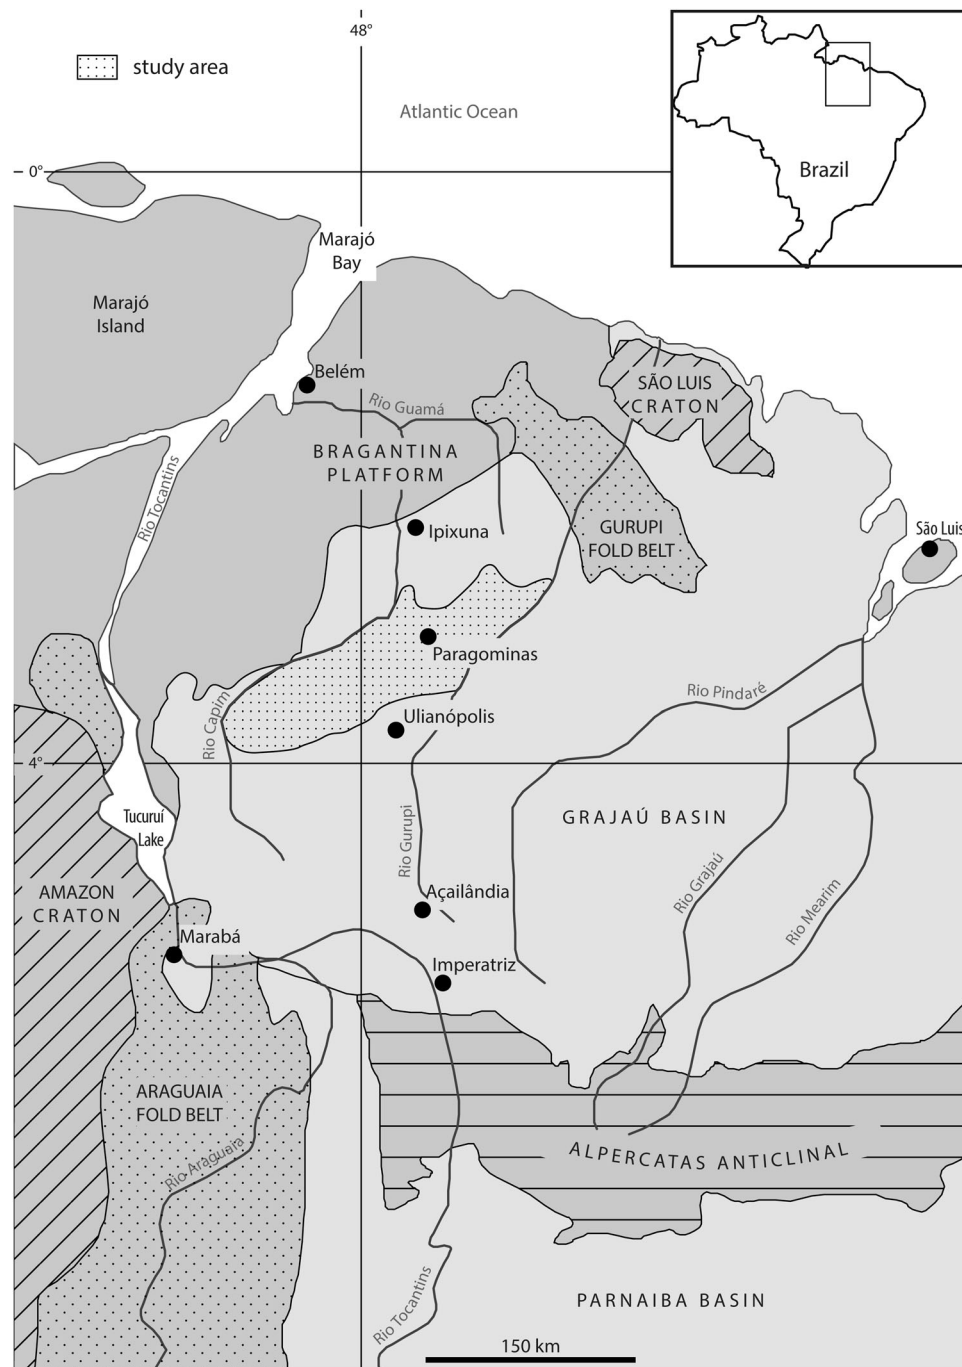 48°
study area
Atlantic Ocean
Brazil
0°
Marajó
Bay
Marajó
Island
Belém
SÃO LUIS
CRATON
Rio Guamá
BRAGANTINA
PLATFORM
Rio Tocantins
Ipixuna
GURUPI
FOLD BELT
São Luis
Paragominas
Rio Pindaré
Rio Capim
Ulianópolis
4°
Tucuruí
Lake
GRAJAÚ BASIN
Rio Gurupi
Rio Grajaú
AMAZON
CRATON
Açailândia
Rio Mearim
Marabá
Imperatriz
ARAGUAIA
FOLD BELT
Rio Araguaia
ALPERCATAS ANTICLINAL
Rio Tocantins
PARNAIBA BASIN
150 km